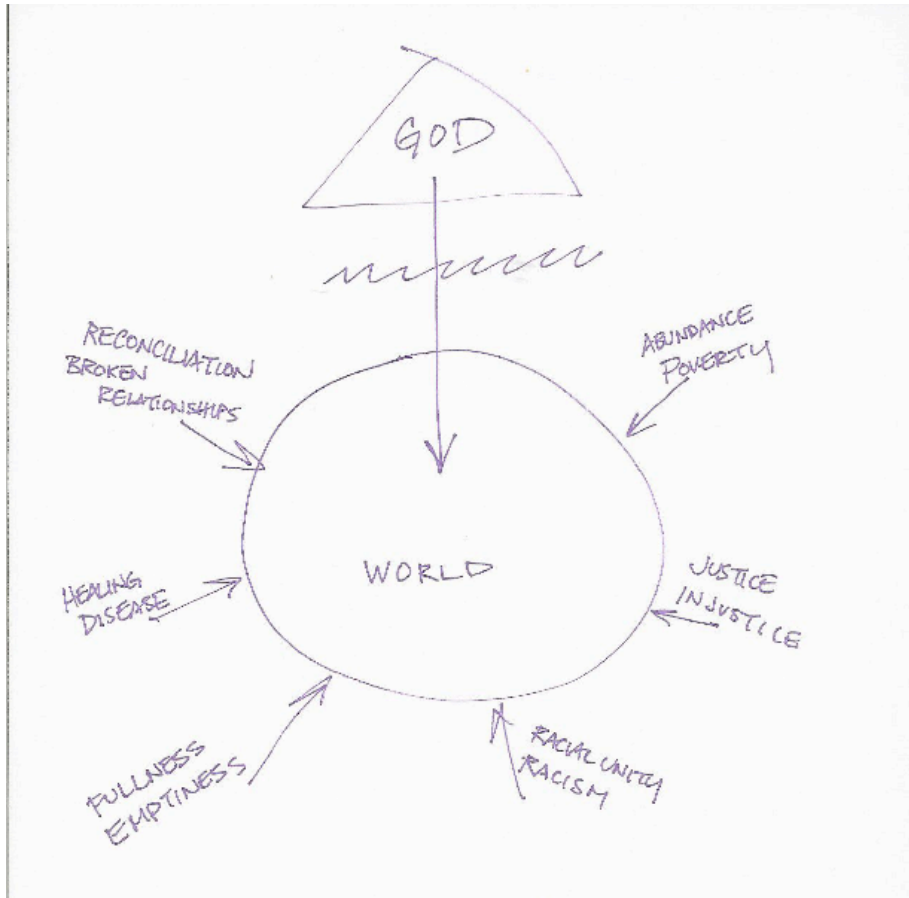 GOD
RECONCILIATION
BROKEN
RELATIONSHIPS
ABUNDANCE
POVERTY
WORLD
HEALING
DISEASE
JUSTICE
INJUSTICE
FULLNESS
EMPTINESS
RACIAL UNITY
RACISM